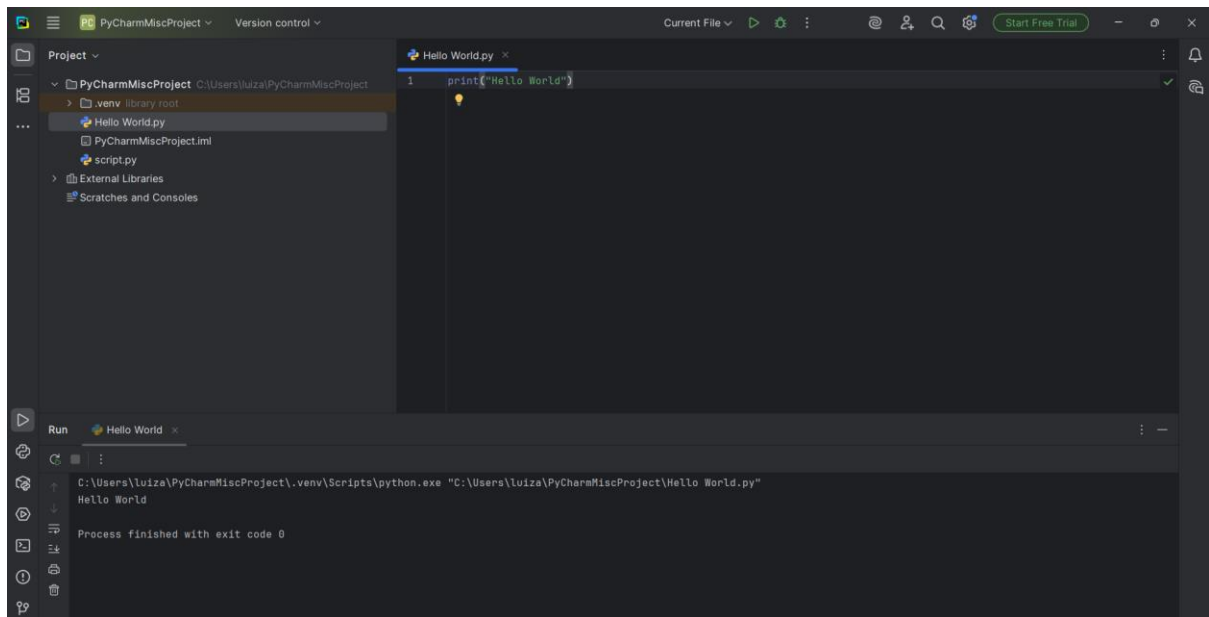 PC PyCharmMiscProject Version control Current File Start Free Trial
Project
PyCharmMiscProject C:\Users\luiza\PyCharmMiscProject
.venv library root
Hello World.py
PyCharmMiscProject.iml
script.py
External Libraries
Scratches and Consoles
Hello World.py
1 print("Hello World")
Run Hello World
C:\Users\luiza\PyCharmMiscProject\.venv\Scripts\python.exe "C:\Users\luiza\PyCharmMiscProject\Hello World.py"
Hello World
Process finished with exit code 0